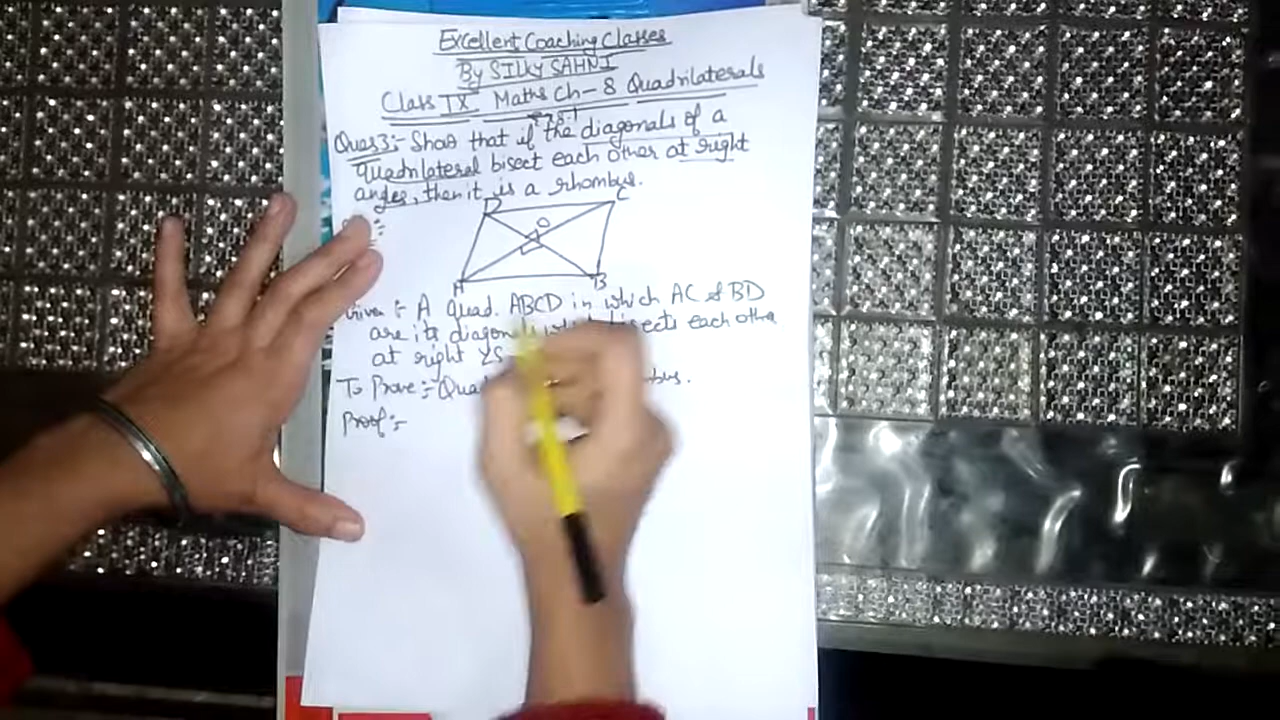 Excellent Coaching Classes
By SILKY SAHNI
Class IX Maths Ch-8 Quadrilaterals
Ques3:- Show that if the diagonals of a
quadrilateral bisect each other at right
angles, then it is a rhombus.
D C
O
A B
Given :- A quad. ABCD in which AC & BD
are its diagonals which bisects each other
at right ∠S
To Prove :- Quad
Proof :-